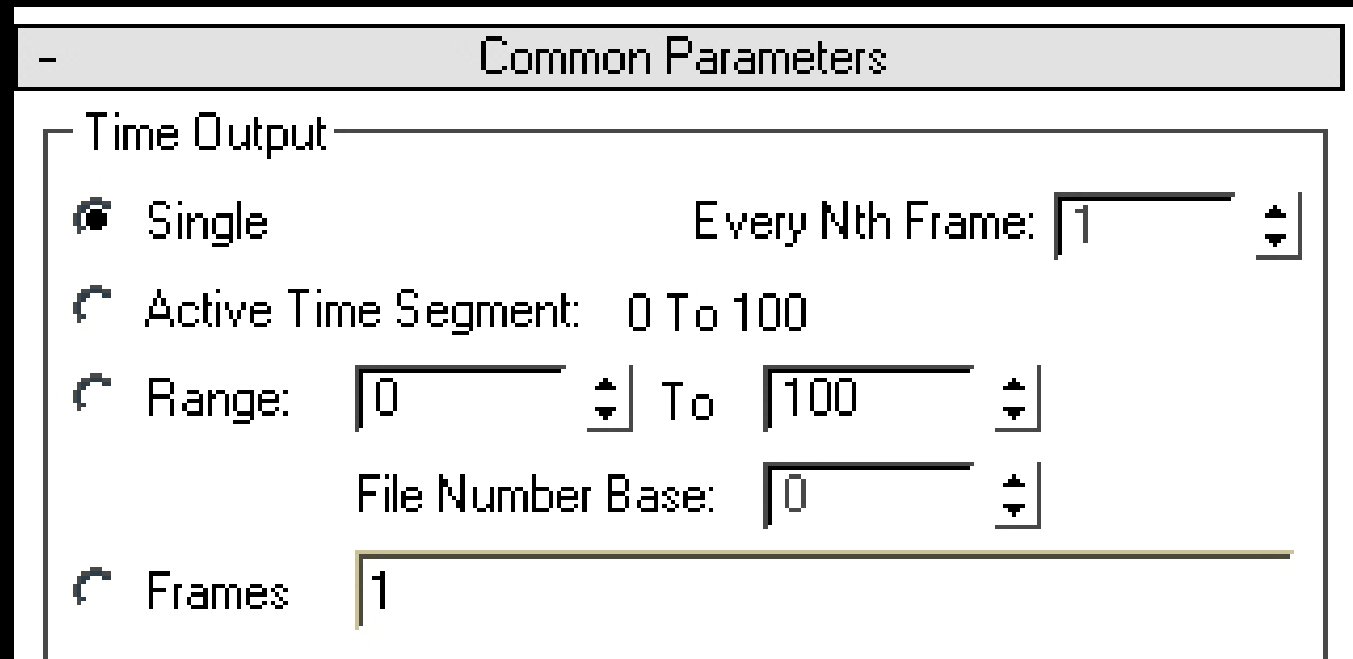 - Common Parameters
Time Output
Single Every Nth Frame: 1
Active Time Segment: 0 To 100
Range: 0 To 100
File Number Base: 0
Frames 1